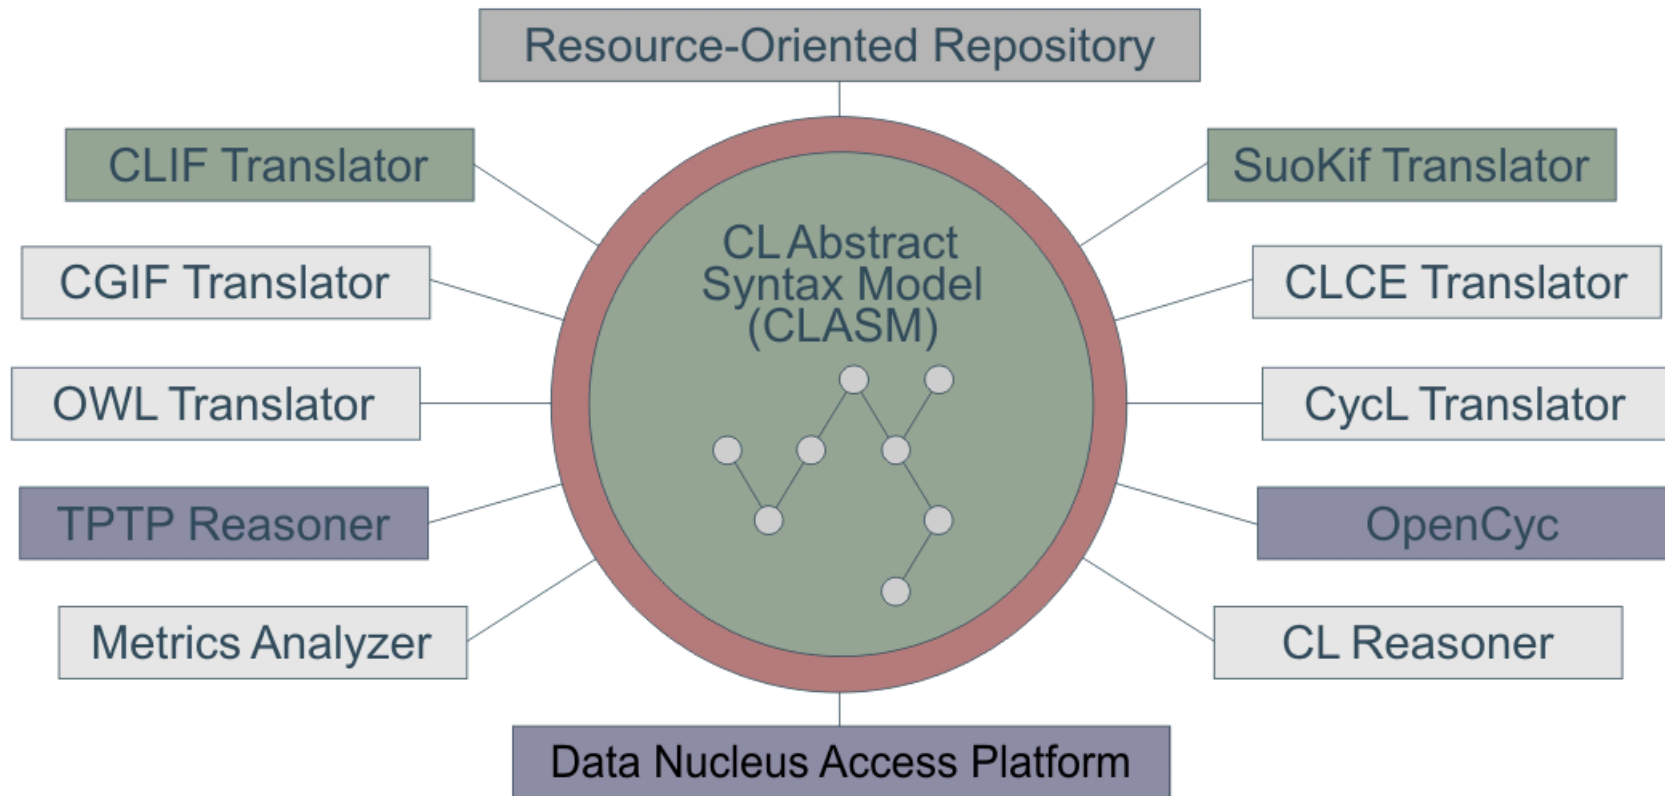 Resource-Oriented Repository
CLIF Translator
SuoKif Translator
CGIF Translator
CL Abstract
Syntax Model
(CLASM)
CLCE Translator
OWL Translator
CycL Translator
TPTP Reasoner
OpenCyc
Metrics Analyzer
CL Reasoner
Data Nucleus Access Platform